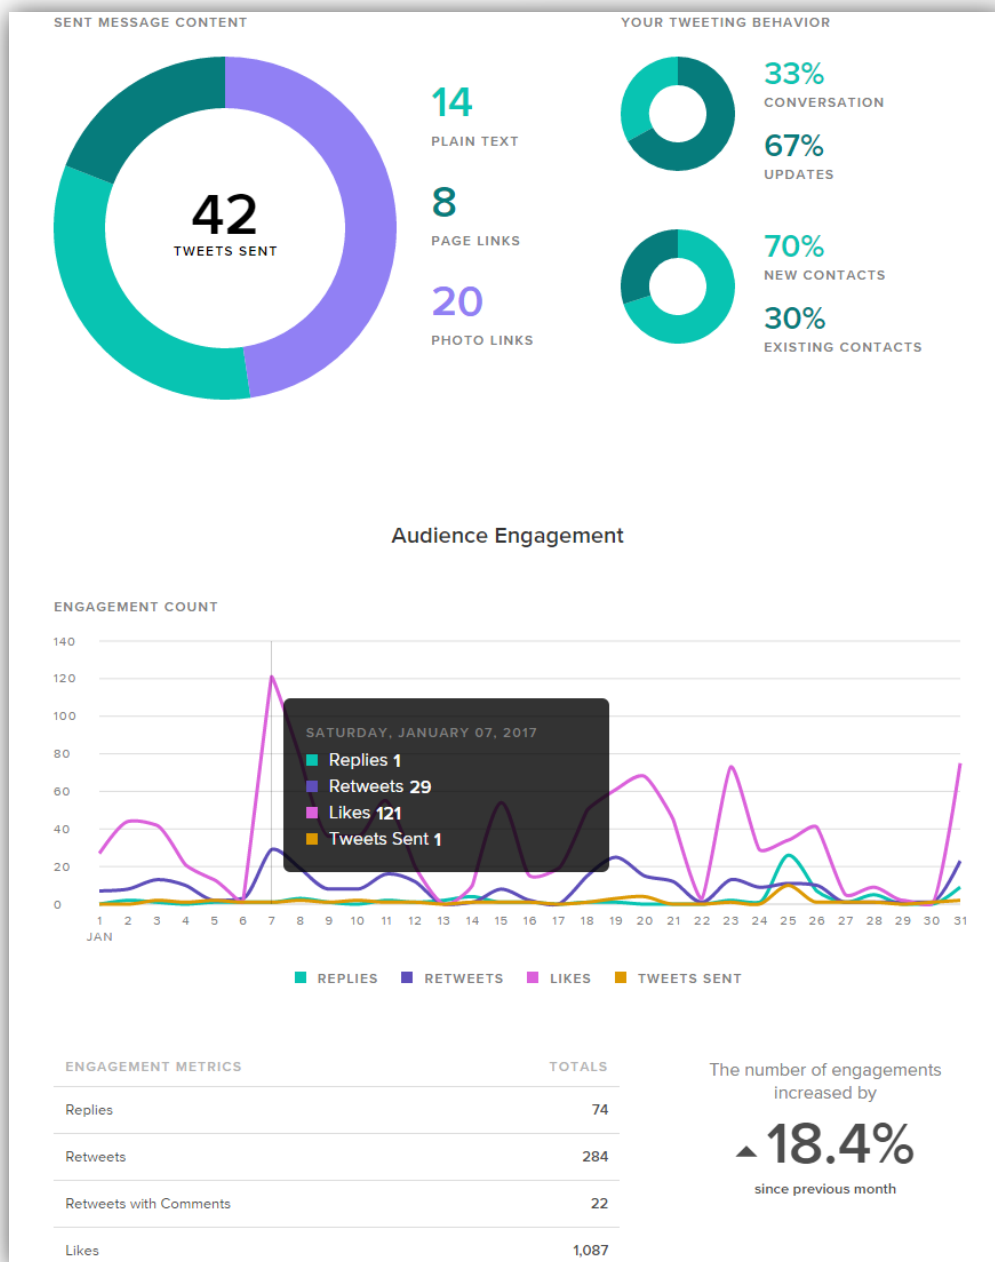 SENT MESSAGE CONTENT
42
TWEETS SENT
14
PLAIN TEXT
8
PAGE LINKS
20
PHOTO LINKS
YOUR TWEETING BEHAVIOR
33%
CONVERSATION
67%
UPDATES
70%
NEW CONTACTS
30%
EXISTING CONTACTS
Audience Engagement
ENGAGEMENT COUNT
140
120
100
80
60
40
20
0
SATURDAY, JANUARY 07, 2017
Replies 1
Retweets 29
Likes 121
Tweets Sent 1
1 2 3 4 5 6 7 8 9 10 11 12 13 14 15 16 17 18 19 20 21 22 23 24 25 26 27 28 29 30 31
JAN
REPLIES RETWEETS LIKES TWEETS SENT
ENGAGEMENT METRICS TOTALS
Replies 74
Retweets 284
Retweets with Comments 22
Likes 1,087
The number of engagements
increased by
18.4%
since previous month